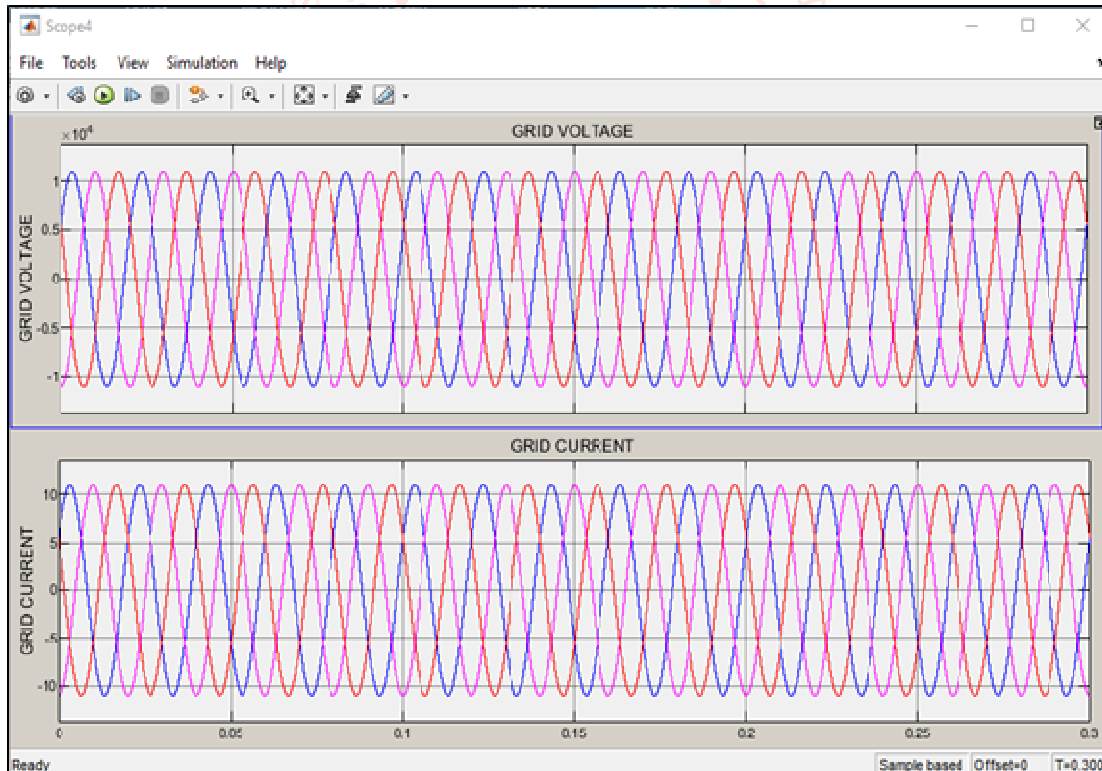 Scope4
File Tools View Simulation Help
×10⁴
GRID VOLTAGE
GRID VOLTAGE
1
0.5
0
-0.5
-1
GRID CURRENT
GRID CURRENT
10
5
0
-5
-10
0 0.05 0.1 0.15 0.2 0.25 0.3
Ready
Sample based Offset=0 T=0.300